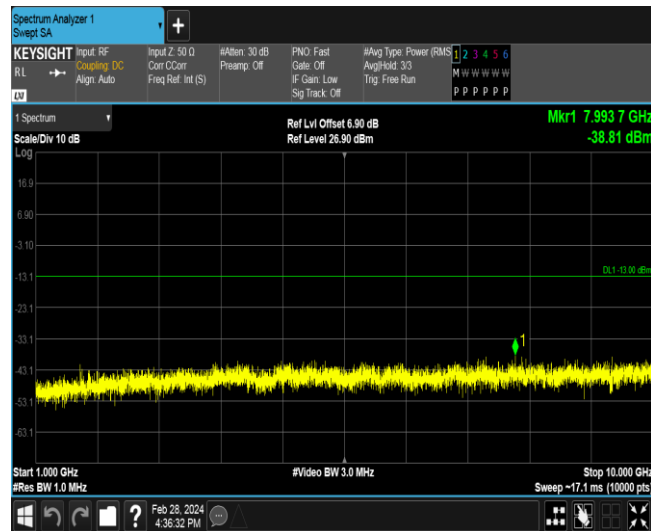 Spectrum Analyzer 1
Swept SA
+
KEYSIGHT
RL
LXI
Input: RF
Coupling: DC
Align: Auto
Input Z: 50 Ω
Corr CCorr
Freq Ref: Int (S)
#Atten: 30 dB
Preamp: Off
PNO: Fast
Gate: Off
IF Gain: Low
Sig Track: Off
#Avg Type: Power (RMS
Avg|Hold: 3/3
Trig: Free Run
1 2 3 4 5 6
M W W W W W
P P P P P P
1 Spectrum
Scale/Div 10 dB
Log
Ref Lvl Offset 6.90 dB
Ref Level 26.90 dBm
Mkr1 7.993 7 GHz
-38.81 dBm
16.9
6.90
-3.10
-13.1
DL1 -13.00 dBm
-23.1
-33.1
1
-43.1
-53.1
-63.1
Start 1.000 GHz
#Video BW 3.0 MHz
Stop 10.000 GHz
#Res BW 1.0 MHz
Sweep ~17.1 ms (10000 pts
?
Feb 28, 2024
4:36:32 PM